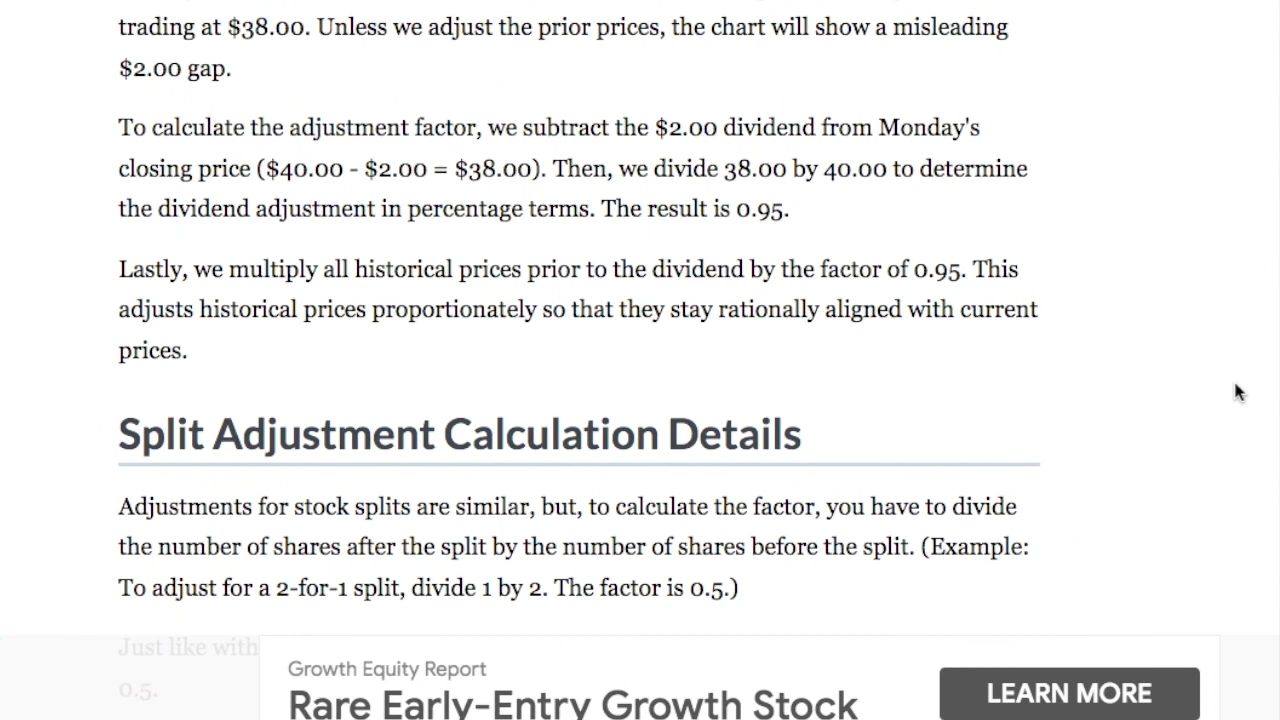 trading at $38.00. Unless we adjust the prior prices, the chart will show a misleading
$2.00 gap.
To calculate the adjustment factor, we subtract the $2.00 dividend from Monday's
closing price ($40.00 - $2.00 = $38.00). Then, we divide 38.00 by 40.00 to determine
the dividend adjustment in percentage terms. The result is 0.95.
Lastly, we multiply all historical prices prior to the dividend by the factor of 0.95. This
adjusts historical prices proportionately so that they stay rationally aligned with current
prices.
Split Adjustment Calculation Details
Adjustments for stock splits are similar, but, to calculate the factor, you have to divide
the number of shares after the split by the number of shares before the split. (Example:
To adjust for a 2-for-1 split, divide 1 by 2. The factor is 0.5.)
Just like with
0.5.
Growth Equity Report
Rare Early-Entry Growth Stock
LEARN MORE